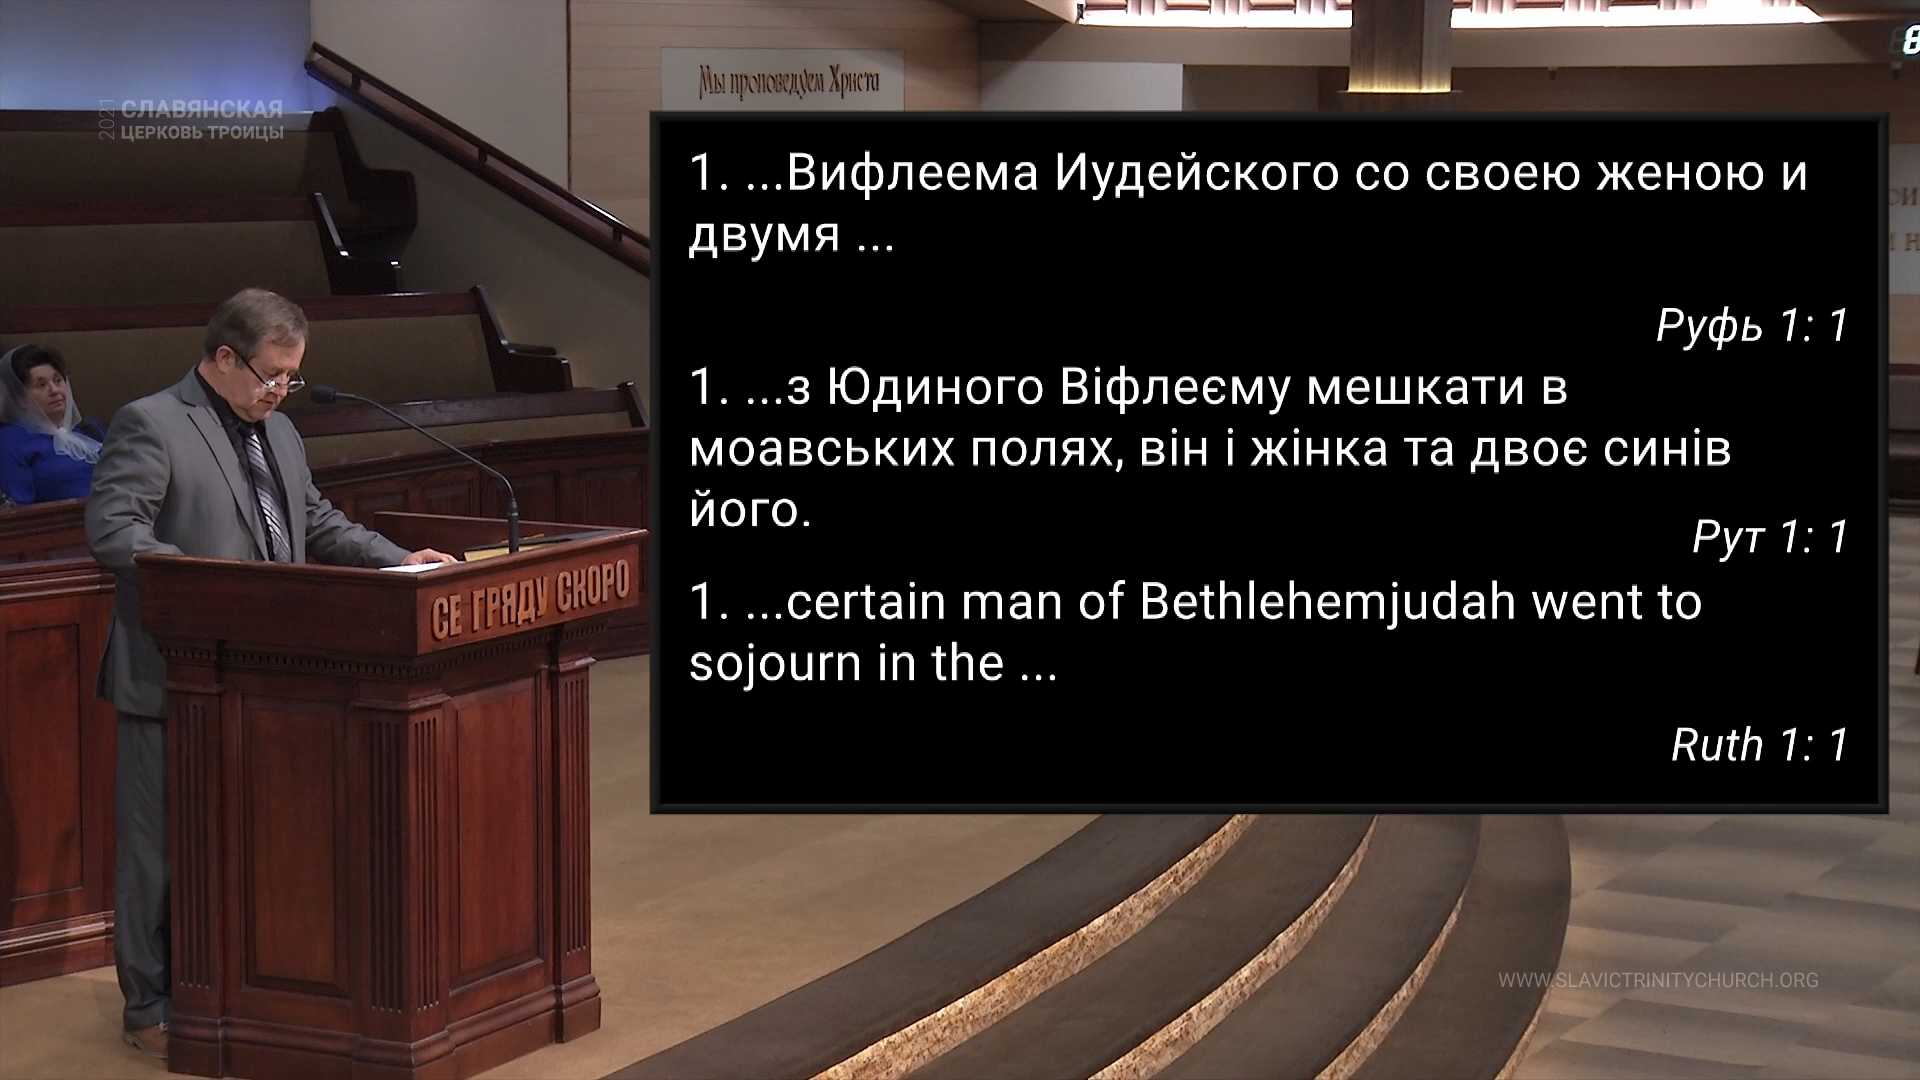 Мы проповедуем Христа
2021
СЛАВЯНСКАЯ
ЦЕРКОВЬ ТРОИЦЫ
1. ...Вифлеема Иудейского со своею женою и
двумя ...
Руфь 1: 1
1. ...з Юдиного Віфлеєму мешкати в
моавських полях, він і жінка та двоє синів
його.
Рут 1: 1
1. ...certain man of Bethlehemjudah went to
sojourn in the ...
Ruth 1: 1
СЕ ГРЯДУ СКОРО
WWW.SLAVICTRINITYCHURCH.ORG